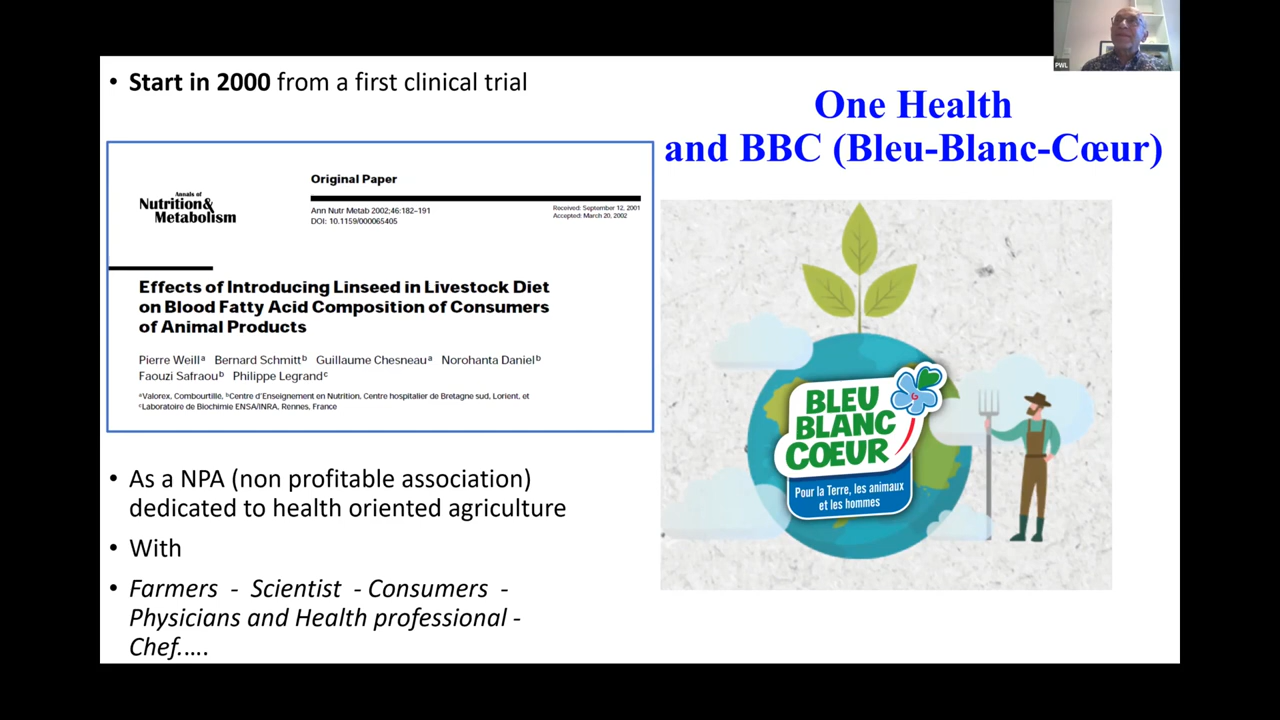 • Start in 2000 from a first clinical trial
PWL
One Health
and BBC (Bleu-Blanc-Cœur)
Annals of
Nutrition&
Metabolism
Original Paper
Ann Nutr Metab 2002;46:182–191
DOI: 10.1159/000065405
Received: September 12, 2001
Accepted: March 20, 2002
Effects of Introducing Linseed in Livestock Diet
on Blood Fatty Acid Composition of Consumers
of Animal Products
Pierre Weillᵃ Bernard Schmittᵇ Guillaume Chesneauᵃ Norohanta Danielᵇ
Faouzi Safraouᵇ Philippe Legrandᶜ
ᵃValorex, Combourtille, ᵇCentre d'Enseignement en Nutrition, Centre hospitalier de Bretagne sud, Lorient, et
ᶜLaboratoire de Biochimie ENSA/INRA, Rennes, France
• As a NPA (non profitable association)
dedicated to health oriented agriculture
• With
• Farmers - Scientist - Consumers -
Physicians and Health professional -
Chef.….
BLEU
BLANC
COEUR
Pour la Terre, les animaux
et les hommes